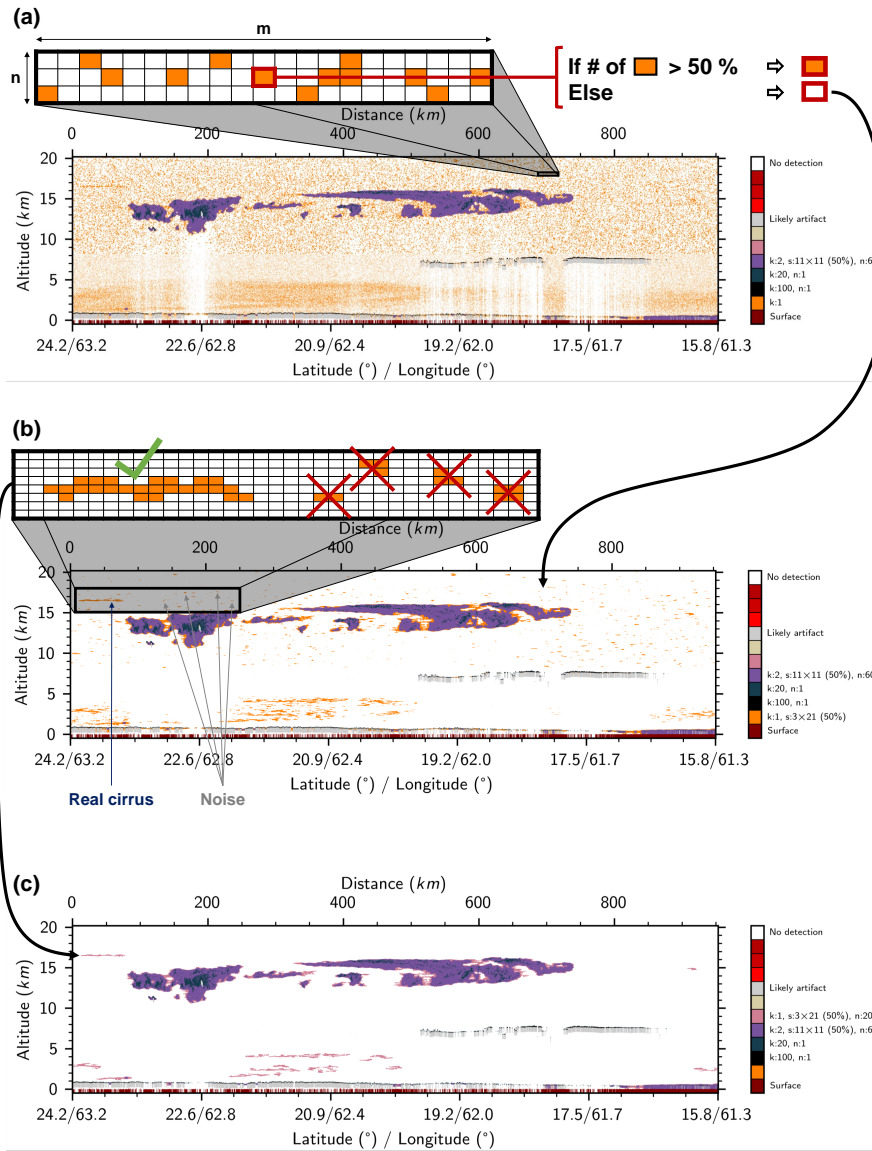 (a)
m
n
If # of > 50 %
Else
Distance (km)
0 200 400 600 800
Altitude (km)
20
15
10
5
0
24.2/63.2 22.6/62.8 20.9/62.4 19.2/62.0 17.5/61.7 15.8/61.3
Latitude (°) / Longitude (°)
No detection
Likely artifact
k:2, s:11×11 (50%), n:6
k:20, n:1
k:100, n:1
k:1
Surface
(b)
Distance (km)
0 200 400 600 800
Altitude (km)
20
15
10
5
0
24.2/63.2 22.6/62.8 20.9/62.4 19.2/62.0 17.5/61.7 15.8/61.3
Latitude (°) / Longitude (°)
Real cirrus
Noise
No detection
Likely artifact
k:2, s:11×11 (50%), n:60
k:20, n:1
k:100, n:1
k:1, s:3×21 (50%)
Surface
(c)
Distance (km)
0 200 400 600 800
Altitude (km)
20
15
10
5
0
24.2/63.2 22.6/62.8 20.9/62.4 19.2/62.0 17.5/61.7 15.8/61.3
Latitude (°) / Longitude (°)
No detection
Likely artifact
k:1, s:3×21 (50%), n:20
k:2, s:11×11 (50%), n:6
k:20, n:1
k:100, n:1
Surface